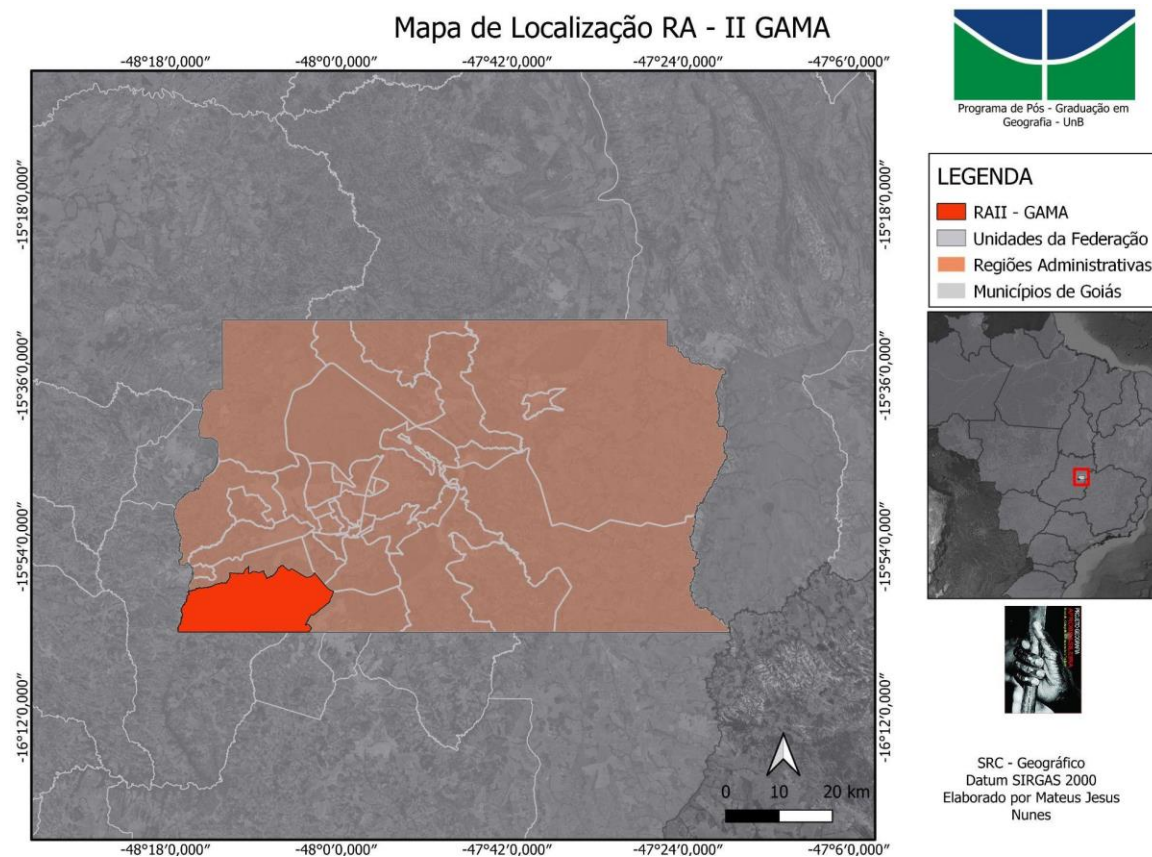 Mapa de Localização RA - II GAMA
-48°18′0,000″
-48°0′0,000″
-47°42′0,000″
-47°24′0,000″
-47°6′0,000″
-15°18′0,000″
-15°36′0,000″
-15°54′0,000″
-16°12′0,000″
-15°18′0,000″
-15°36′0,000″
-15°54′0,000″
-16°12′0,000″
0 10 20 km
-48°18′0,000″
-48°0′0,000″
-47°42′0,000″
-47°24′0,000″
-47°6′0,000″
Programa de Pós - Graduação em
Geografia - UnB
LEGENDA
RAII - GAMA
Unidades da Federação
Regiões Administrativas
Municípios de Goiás
SRC - Geográfico
Datum SIRGAS 2000
Elaborado por Mateus Jesus
Nunes